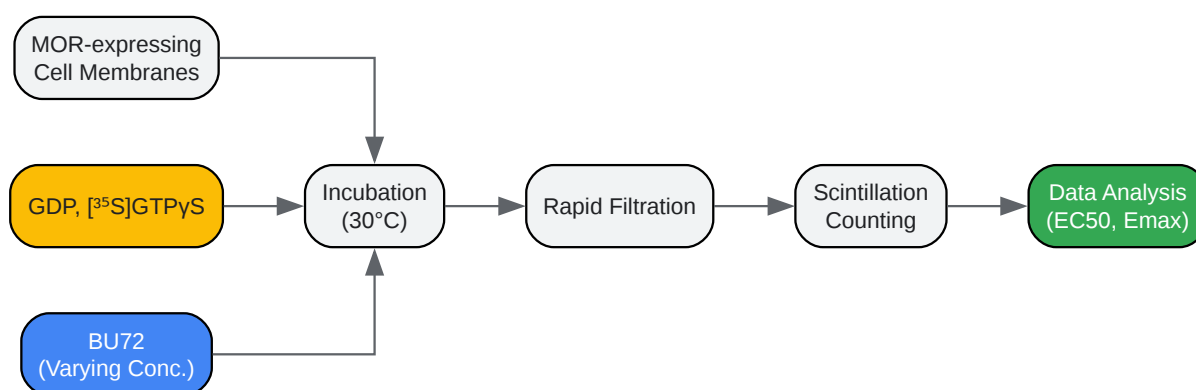 MOR-expressing
Cell Membranes
GDP, [³⁵S]GTPγS
BU72
(Varying Conc.)
Incubation
(30°C)
Rapid Filtration
Scintillation
Counting
Data Analysis
(EC50, Emax)